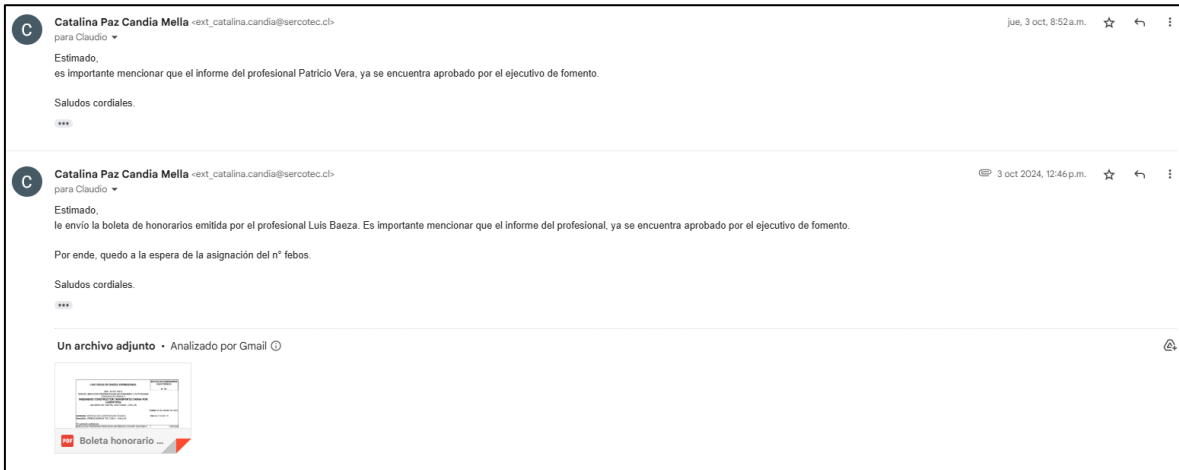 C
Catalina Paz Candia Mella <ext_catalina.candia@sercotec.cl>
jue, 3 oct, 8:52 a.m.
para Claudio
Estimado,
es importante mencionar que el informe del profesional Patricio Vera, ya se encuentra aprobado por el ejecutivo de fomento.
Saludos cordiales.
C
Catalina Paz Candia Mella <ext_catalina.candia@sercotec.cl>
3 oct 2024, 12:46 p.m.
para Claudio
Estimado,
le envío la boleta de honorarios emitida por el profesional Luis Baeza. Es importante mencionar que el informe del profesional, ya se encuentra aprobado por el ejecutivo de fomento.
Por ende, quedo a la espera de la asignación del n° febos.
Saludos cordiales.
Un archivo adjunto • Analizado por Gmail
PDF
Boleta honorario ...